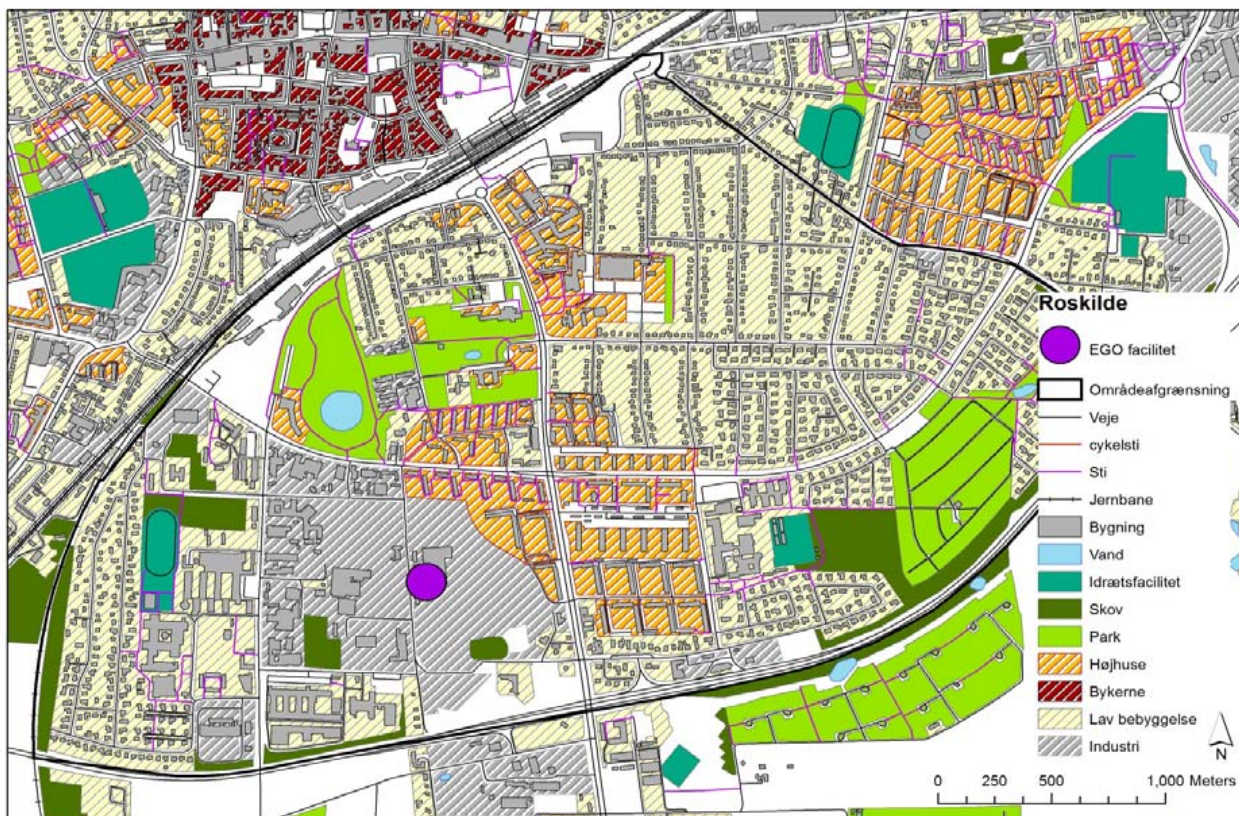 Roskilde
EGO facilitet
Områdeafgrænsning
Veje
cykelsti
Sti
Jernbane
Bygning
Vand
Idrætsfacilitet
Skov
Park
Højhuse
Bykerne
Lav bebyggelse
Industri
N
0 250 500 1,000 Meters